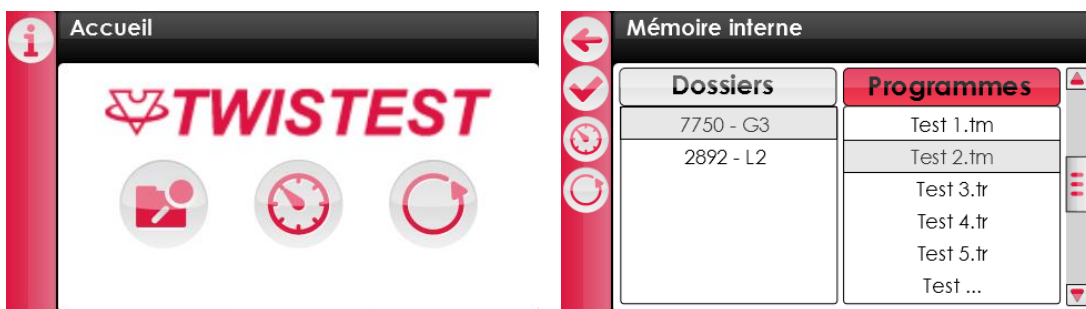 Accueil
TWISTEST
Mémoire interne
Dossiers
7750 - G3
2892 - L2
Programmes
Test 1.tm
Test 2.tm
Test 3.tr
Test 4.tr
Test 5.tr
Test ...